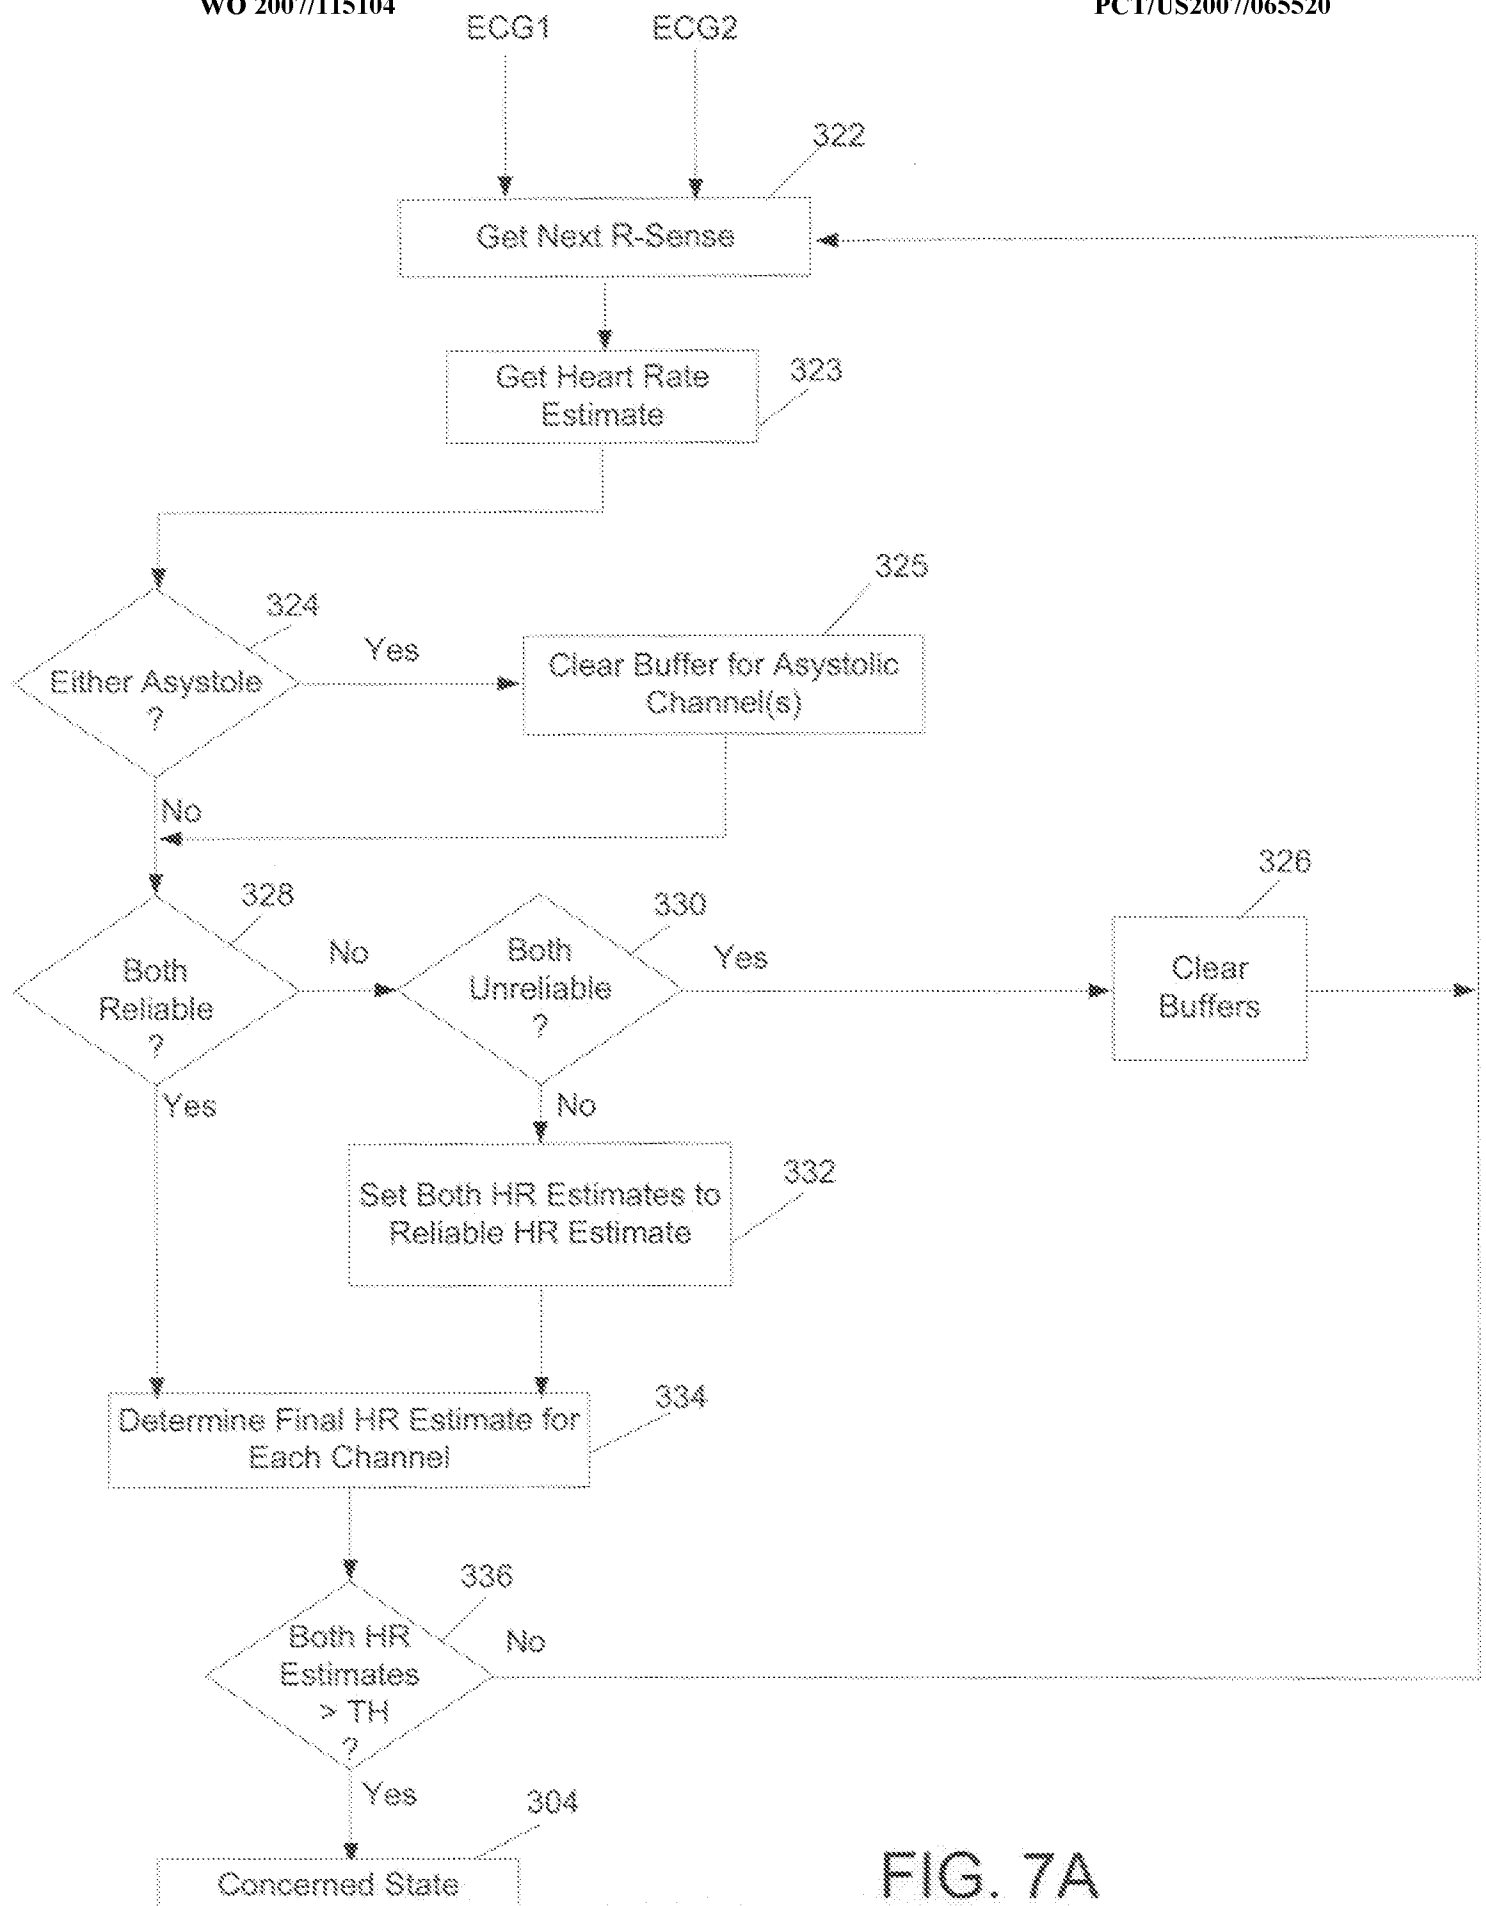 WO 2007/115104
PCT/US2007/065520
ECG1
ECG2
322
Get Next R-Sense
Get Heart Rate
Estimate
323
325
324
Yes
Either Asystole
?
Clear Buffer for Asystolic
Channel(s)
No
326
328
330
Both
Reliable
?
No
Both
Unreliable
?
Yes
Clear
Buffers
Yes
No
332
Set Both HR Estimates to
Reliable HR Estimate
334
Determine Final HR Estimate for
Each Channel
336
Both HR
Estimates
> TH
?
No
Yes
304
Concerned State
FIG. 7A